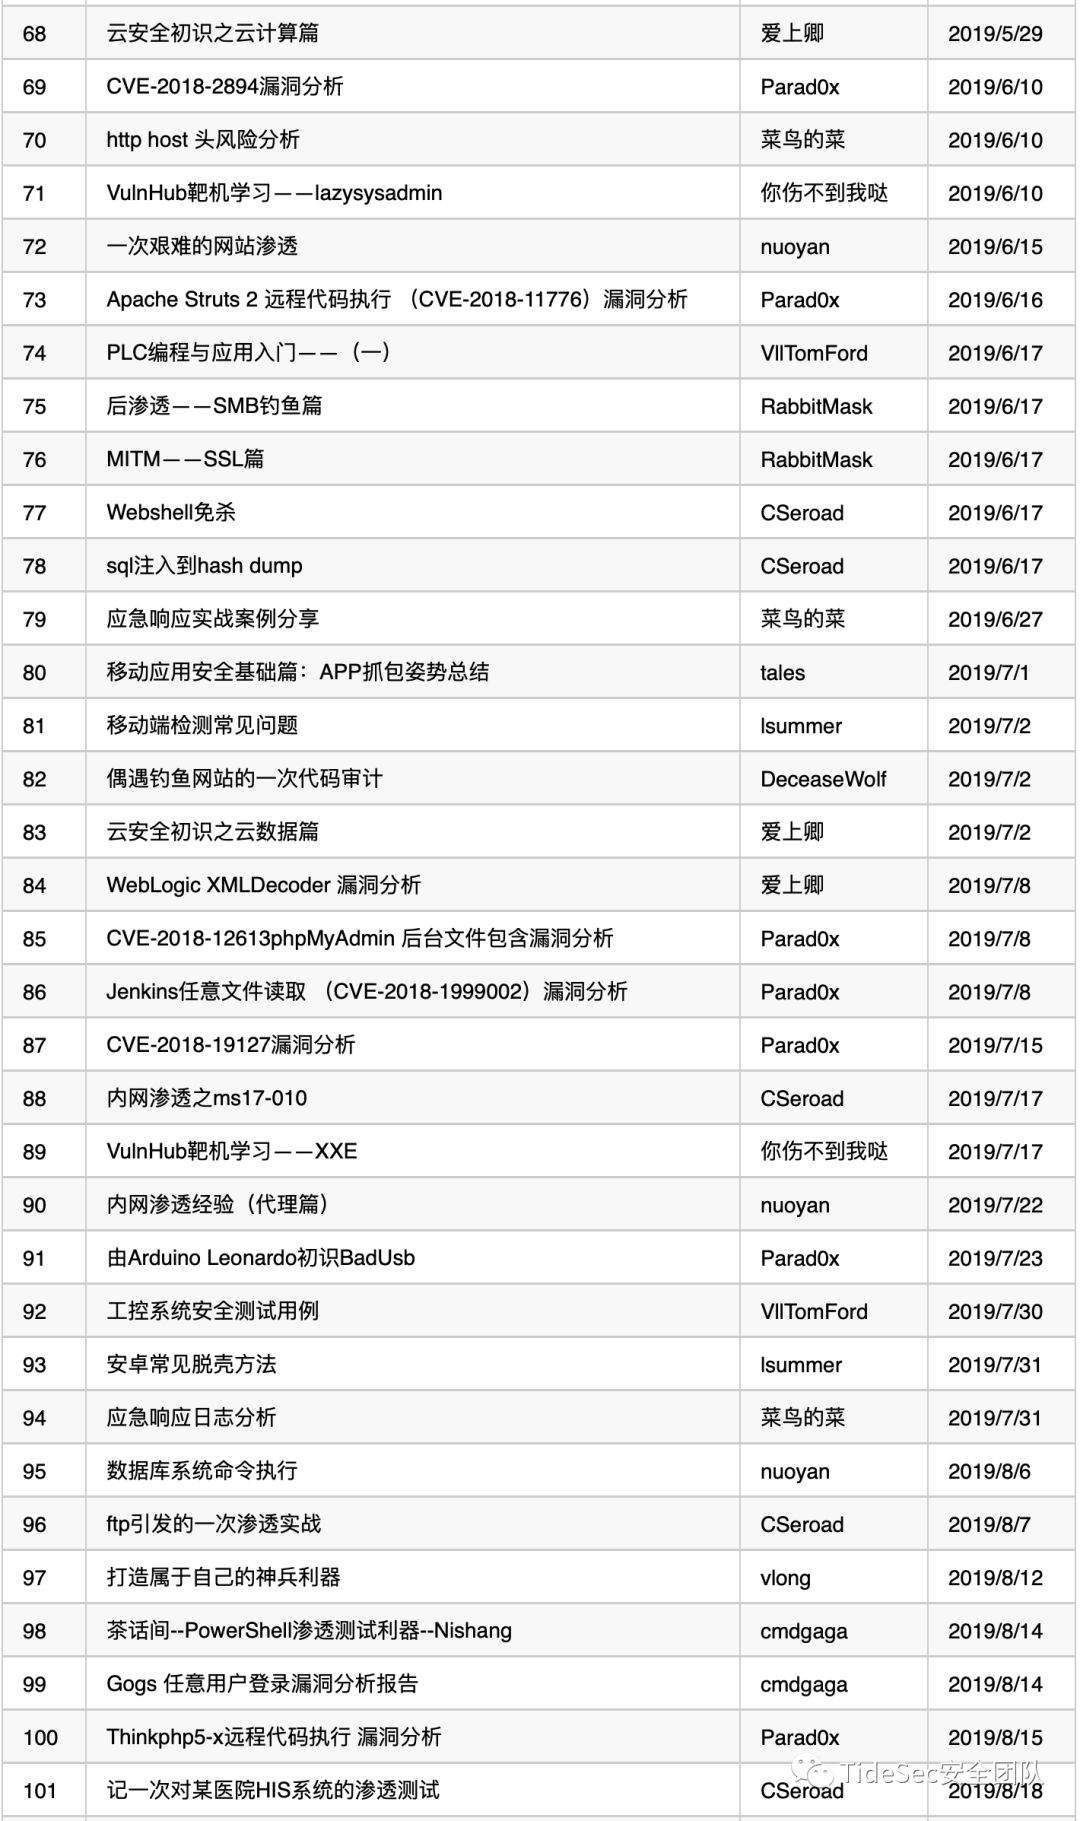 68 云安全初识之云计算篇 爱上卿 2019/5/29
69 CVE-2018-2894漏洞分析 Parad0x 2019/6/10
70 http host 头风险分析 菜鸟的菜 2019/6/10
71 VulnHub靶机学习——lazysysadmin 你伤不到我哒 2019/6/10
72 一次艰难的网站渗透 nuoyan 2019/6/15
73 Apache Struts 2 远程代码执行 （CVE-2018-11776）漏洞分析 Parad0x 2019/6/16
74 PLC编程与应用入门——（一） VllTomFord 2019/6/17
75 后渗透——SMB钓鱼篇 RabbitMask 2019/6/17
76 MITM——SSL篇 RabbitMask 2019/6/17
77 Webshell免杀 CSeroad 2019/6/17
78 sql注入到hash dump CSeroad 2019/6/17
79 应急响应实战案例分享 菜鸟的菜 2019/6/27
80 移动应用安全基础篇：APP抓包姿势总结 tales 2019/7/1
81 移动端检测常见问题 lsummer 2019/7/2
82 偶遇钓鱼网站的一次代码审计 DeceaseWolf 2019/7/2
83 云安全初识之云数据篇 爱上卿 2019/7/2
84 WebLogic XMLDecoder 漏洞分析 爱上卿 2019/7/8
85 CVE-2018-12613phpMyAdmin 后台文件包含漏洞分析 Parad0x 2019/7/8
86 Jenkins任意文件读取 （CVE-2018-1999002）漏洞分析 Parad0x 2019/7/8
87 CVE-2018-19127漏洞分析 Parad0x 2019/7/15
88 内网渗透之ms17-010 CSeroad 2019/7/17
89 VulnHub靶机学习——XXE 你伤不到我哒 2019/7/17
90 内网渗透经验（代理篇） nuoyan 2019/7/22
91 由Arduino Leonardo初识BadUsb Parad0x 2019/7/23
92 工控系统安全测试用例 VllTomFord 2019/7/30
93 安卓常见脱壳方法 lsummer 2019/7/31
94 应急响应日志分析 菜鸟的菜 2019/7/31
95 数据库系统命令执行 nuoyan 2019/8/6
96 ftp引发的一次渗透实战 CSeroad 2019/8/7
97 打造属于自己的神兵利器 vlong 2019/8/12
98 茶话间--PowerShell渗透测试利器--Nishang cmdgaga 2019/8/14
99 Gogs 任意用户登录漏洞分析报告 cmdgaga 2019/8/14
100 Thinkphp5-x远程代码执行 漏洞分析 Parad0x 2019/8/15
TideSec安全团队
101 记一次对某医院HIS系统的渗透测试 CSeroad 2019/8/18